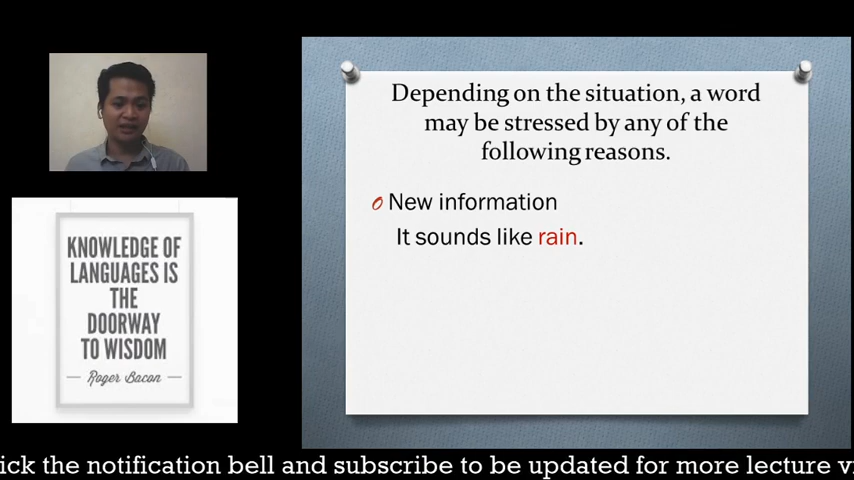 Depending on the situation, a word
may be stressed by any of the
following reasons.
New information
It sounds like rain.
KNOWLEDGE OF
LANGUAGES IS
THE
DOORWAY
TO WISDOM
— Roger Bacon —
ick the notification bell and subscribe to be updated for more lecture v